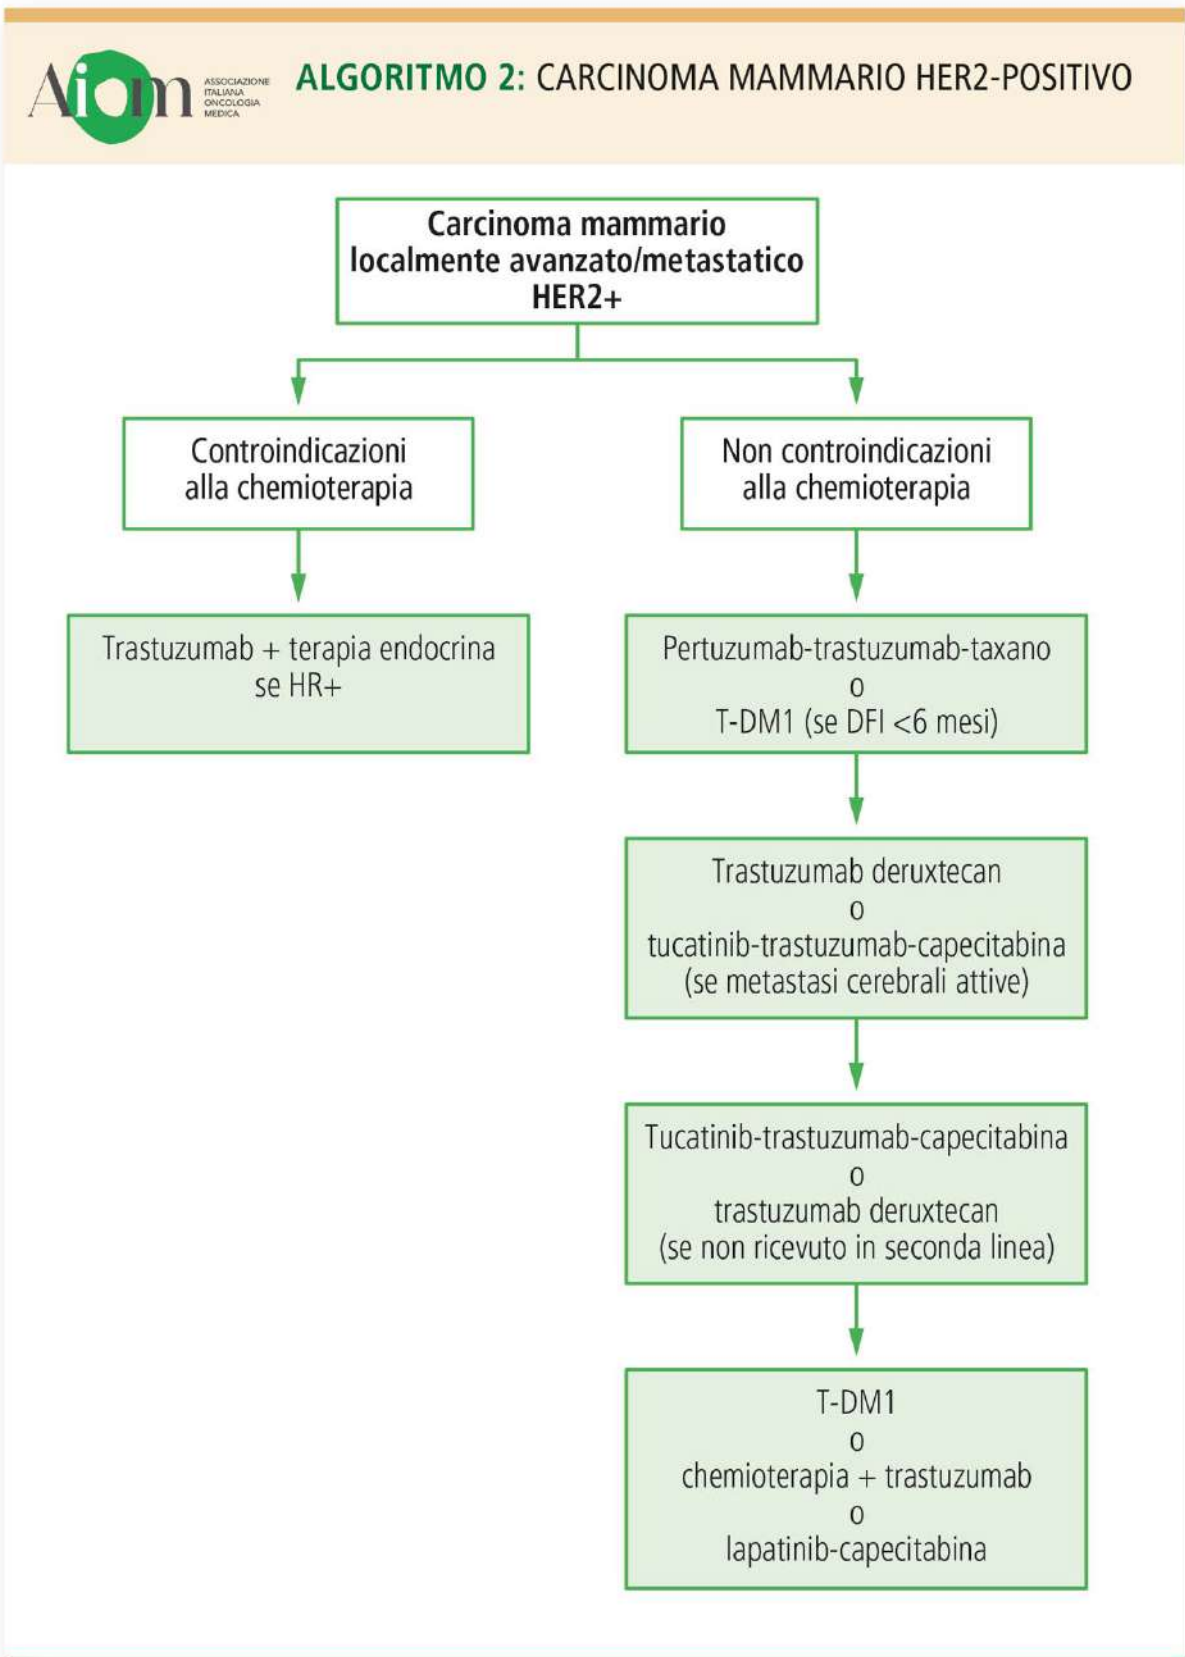 Aiom
ASSOCIAZIONE
ITALIANA
ONCOLOGIA
MEDICA
ALGORITMO 2: CARCINOMA MAMMARIO HER2-POSITIVO
Carcinoma mammario
localmente avanzato/metastatico
HER2+
Controindicazioni
alla chemioterapia
Non controindicazioni
alla chemioterapia
Trastuzumab + terapia endocrina
se HR+
Pertuzumab-trastuzumab-taxano
o
T-DM1 (se DFI <6 mesi)
Trastuzumab deruxtecan
o
tucatinib-trastuzumab-capecitabina
(se metastasi cerebrali attive)
Tucatinib-trastuzumab-capecitabina
o
trastuzumab deruxtecan
(se non ricevuto in seconda linea)
T-DM1
o
chemioterapia + trastuzumab
o
lapatinib-capecitabina